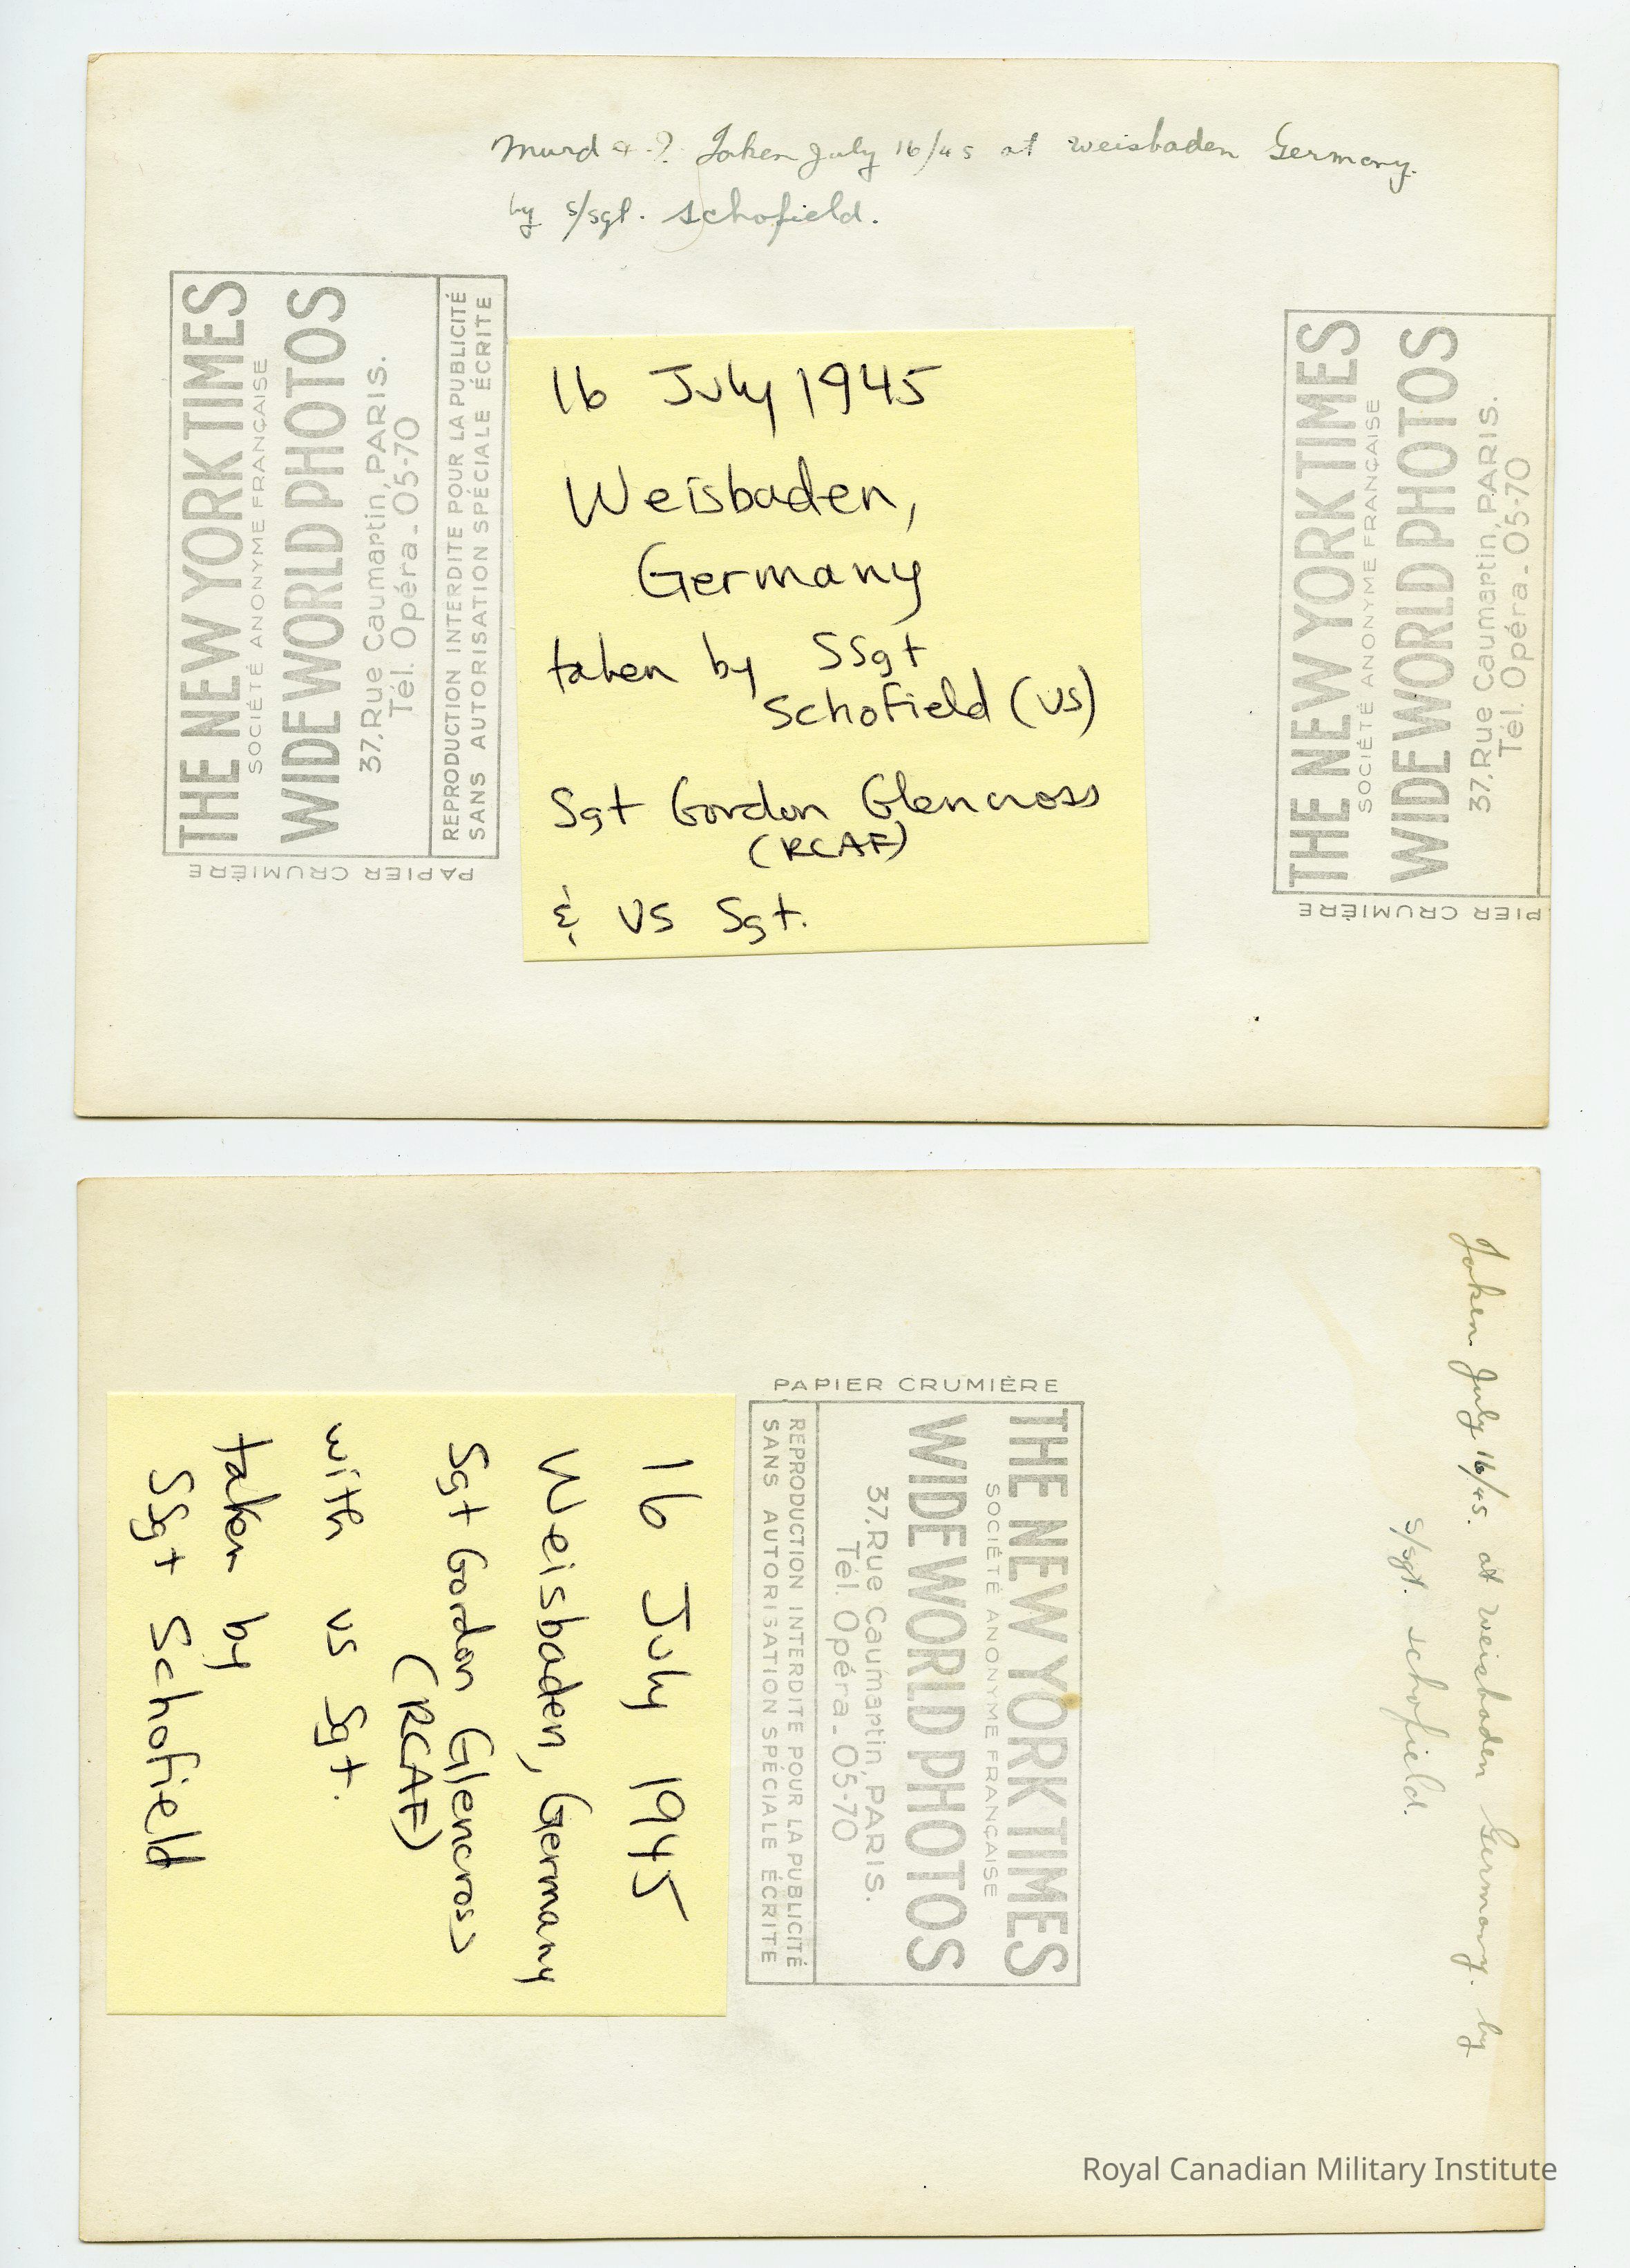 Murd & ? Taken July 16/45 at Weisbaden Germany.
by S/Sgt. Schofield.
THE NEW YORK TIMES
SOCIÉTÉ ANONYME FRANÇAISE
WIDE WORLD PHOTOS
37, Rue Caumartin, PARIS.
Tél. Opéra - 05-70
REPRODUCTION INTERDITE POUR LA PUBLICITÉ
SANS AUTORISATION SPÉCIALE ÉCRITE
PAPIER CRUMIÈRE
16 July 1945
Weisbaden,
Germany
taken by SSgt
Schofield (US)
Sgt Gordon Glencross
(RCAF)
& US Sgt.
THE NEW YORK TIMES
SOCIÉTÉ ANONYME FRANÇAISE
WIDE WORLD PHOTOS
37, Rue Caumartin, PARIS.
Tél. Opéra - 05-70
PIER CRUMIÈRE
Taken July 16/45. at Weisbaden Germany. by
S/Sgt. Schofield.
PAPIER CRUMIÈRE
THE NEW YORK TIMES
SOCIÉTÉ ANONYME FRANÇAISE
WIDE WORLD PHOTOS
37, Rue Caumartin, PARIS.
Tél. Opéra - 05-70
REPRODUCTION INTERDITE POUR LA PUBLICITÉ
SANS AUTORISATION SPÉCIALE ÉCRITE
16 July 1945
Weisbaden, Germany
Sgt Gordon Glencross
(RCAF)
with US Sgt.
taken by
SSgt Schofield
Royal Canadian Military Institute